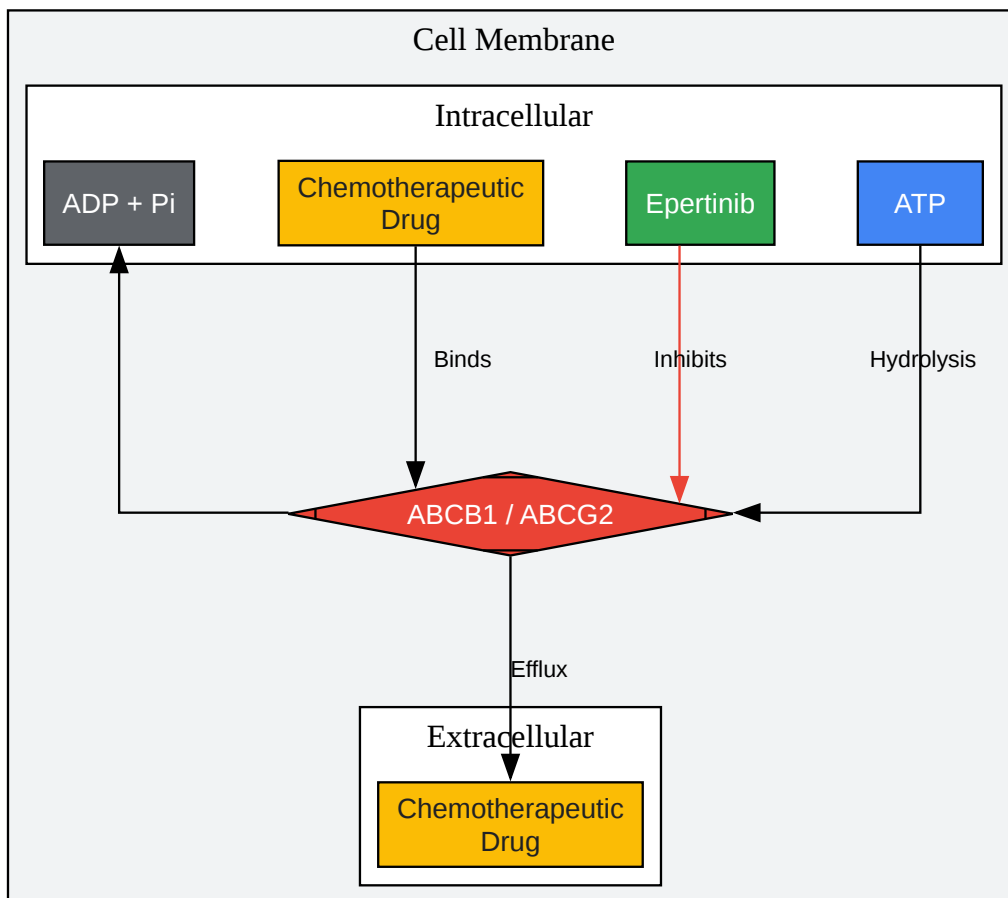 Cell Membrane
Intracellular
ADP + Pi
Chemotherapeutic
Drug
Epertinib
ATP
Binds
Inhibits
Hydrolysis
ABCB1 / ABCG2
Efflux
Extracellular
Chemotherapeutic
Drug